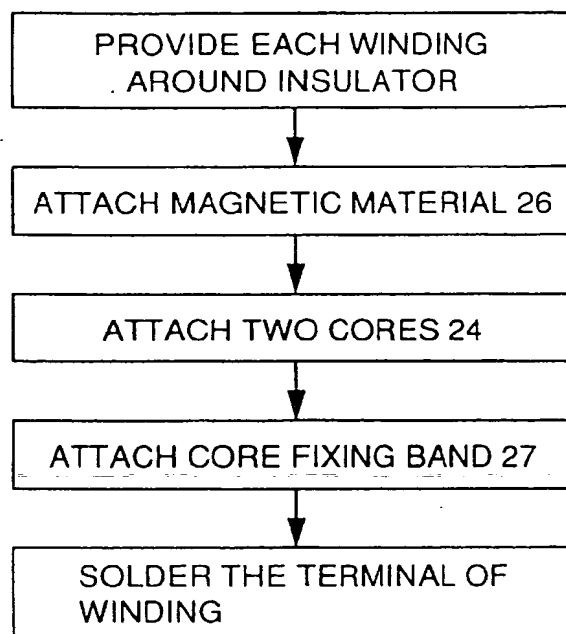 PROVIDE EACH WINDING
AROUND INSULATOR
ATTACH MAGNETIC MATERIAL 26
ATTACH TWO CORES 24
ATTACH CORE FIXING BAND 27
SOLDER THE TERMINAL OF
WINDING